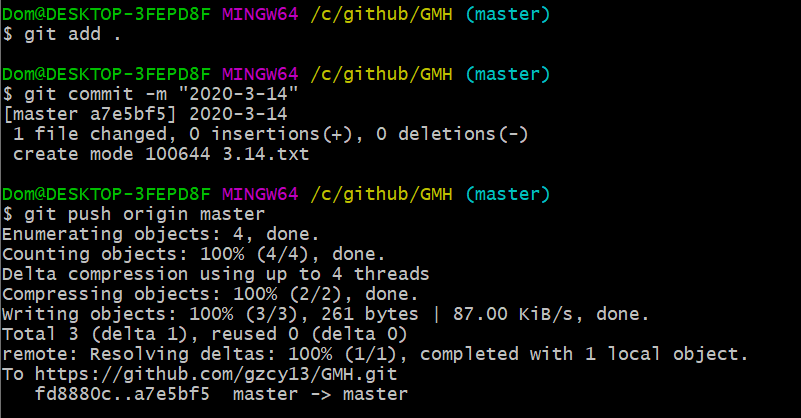 Dom@DESKTOP-3FEPD8F MINGW64 /c/github/GMH (master)
$ git add .
Dom@DESKTOP-3FEPD8F MINGW64 /c/github/GMH (master)
$ git commit -m "2020-3-14"
[master a7e5bf5] 2020-3-14
 1 file changed, 0 insertions(+), 0 deletions(-)
 create mode 100644 3.14.txt
Dom@DESKTOP-3FEPD8F MINGW64 /c/github/GMH (master)
$ git push origin master
Enumerating objects: 4, done.
Counting objects: 100% (4/4), done.
Delta compression using up to 4 threads
Compressing objects: 100% (2/2), done.
Writing objects: 100% (3/3), 261 bytes | 87.00 KiB/s, done.
Total 3 (delta 1), reused 0 (delta 0)
remote: Resolving deltas: 100% (1/1), completed with 1 local object.
To https://github.com/gzcy13/GMH.git
   fd8880c..a7e5bf5  master -> master